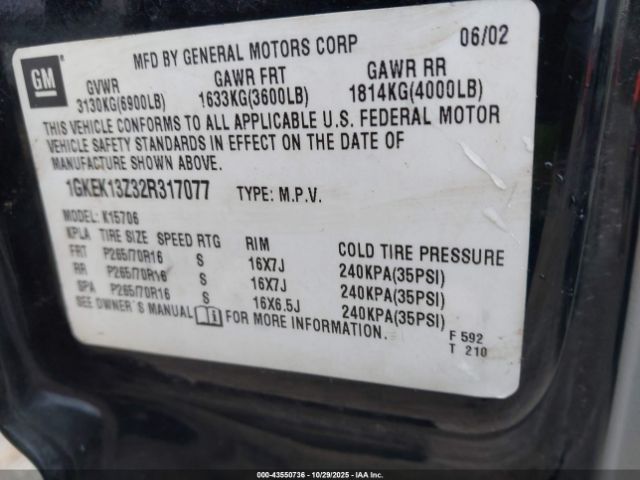 MFD BY GENERAL MOTORS CORP 06/02
GM
GVWR GAWR FRT GAWR RR
3130KG(6900LB) 1633KG(3600LB) 1814KG(4000LB)
THIS VEHICLE CONFORMS TO ALL APPLICABLE U.S. FEDERAL MOTOR
VEHICLE SAFETY STANDARDS IN EFFECT ON THE DATE OF
MANUFACTURE SHOWN ABOVE.
1GKEK13Z32R317077 TYPE: M.P.V.
MODEL: K15706
KPLA TIRE SIZE SPEED RTG RIM COLD TIRE PRESSURE
FRT P265/70R16 S 16X7J 240KPA(35PSI)
RR P265/70R16 S 16X7J 240KPA(35PSI)
SPA P265/70R16 S 16X6.5J 240KPA(35PSI)
SEE OWNER'S MANUAL FOR MORE INFORMATION.
F 592
T 210
000-43550736 - 10/29/2025 - IAA Inc.